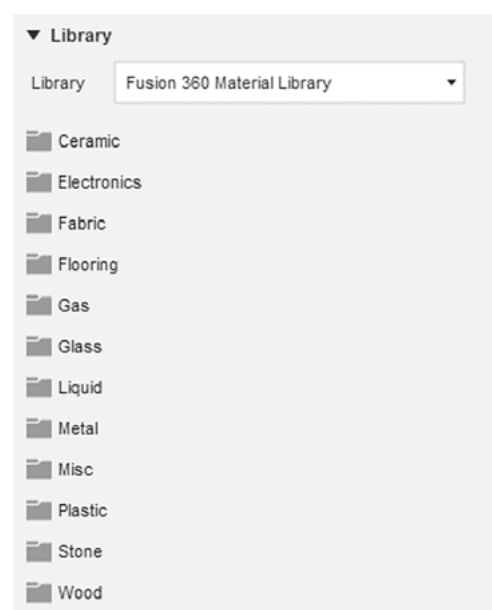 Library
Library Fusion 360 Material Library
Ceramic
Electronics
Fabric
Flooring
Gas
Glass
Liquid
Metal
Misc
Plastic
Stone
Wood